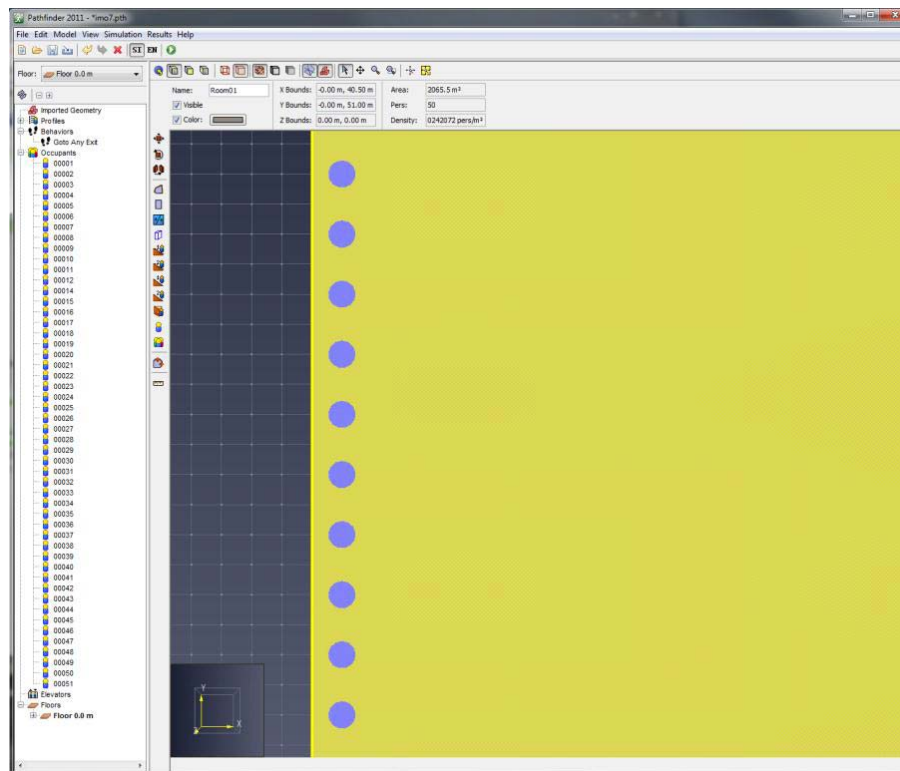 Pathfinder 2011 - *imo7.pth
File Edit Model View Simulation Results Help
SI EN
Floor: Floor 0.0 m
Name: Room01 X Bounds: -0.00 m, 40.50 m Area: 2065.5 m²
Visible Y Bounds: -0.00 m, 51.00 m Pers: 50
Color: Z Bounds: 0.00 m, 0.00 m Density: 0242072 pers/m²
Imported Geometry
Profiles
Behaviors
Goto Any Exit
Occupants
00001
00002
00003
00004
00005
00006
00007
00008
00009
00010
00011
00012
00014
00015
00016
00017
00018
00019
00020
00021
00022
00023
00024
00025
00026
00027
00028
00029
00030
00031
00032
00033
00034
00035
00036
00037
00038
00039
00040
00041
00042
00043
00044
00045
00046
00047
00048
00049
00050
00051
Elevators
Floors
Floor 0.0 m
Y
X
Z